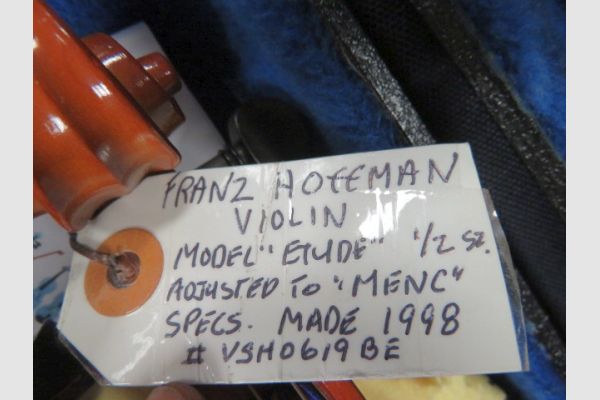 FRANZ HOFFMAN
VIOLIN
MODEL "ETUDE" 1/2 SZ.
ADJUSTED TO "MENC"
SPECS. MADE 1998
# VSH0619BE